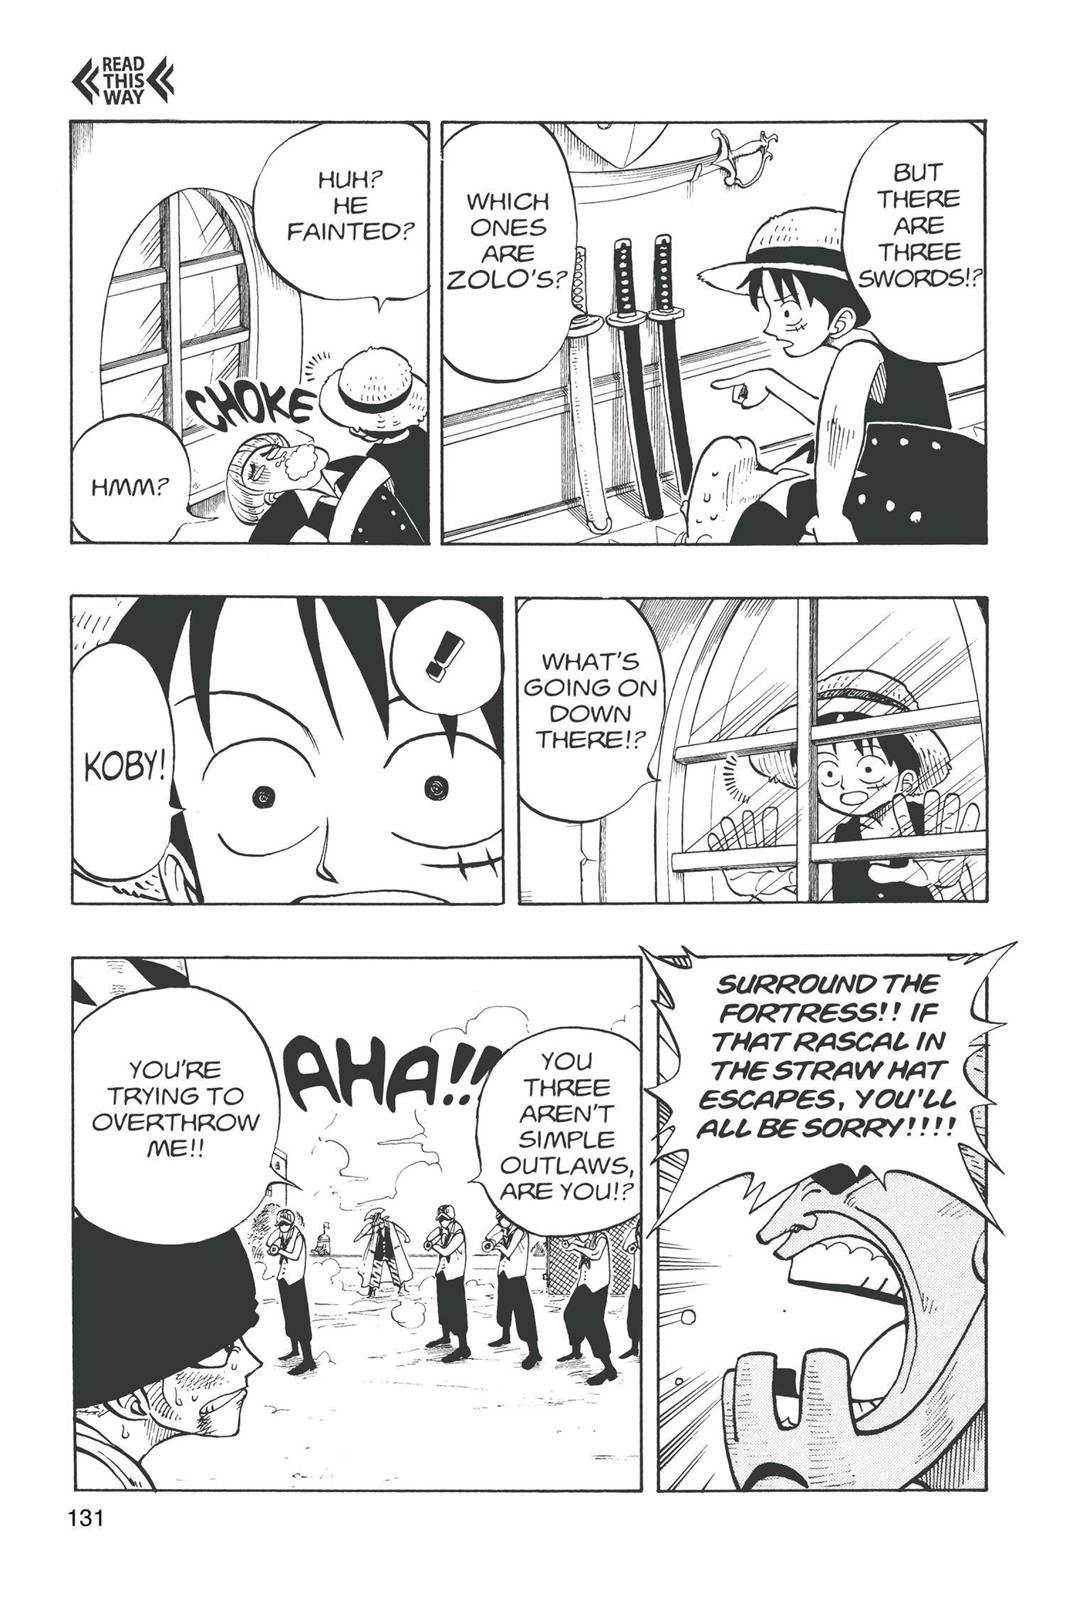 READ
THIS
WAY
BUT
THERE
ARE
THREE
SWORDS!?
WHICH
ONES
ARE
ZOLO'S?
HUH?
HE
FAINTED?
CHOKE
HMM?
WHAT'S
GOING ON
DOWN
THERE!?
!
KOBY!
SURROUND THE
FORTRESS!! IF
THAT RASCAL IN
THE STRAW HAT
ESCAPES, YOU'LL
ALL BE SORRY!!!!
YOU
THREE
AREN'T
SIMPLE
OUTLAWS,
ARE YOU!?
AHA!!
YOU'RE
TRYING TO
OVERTHROW
ME!!
131